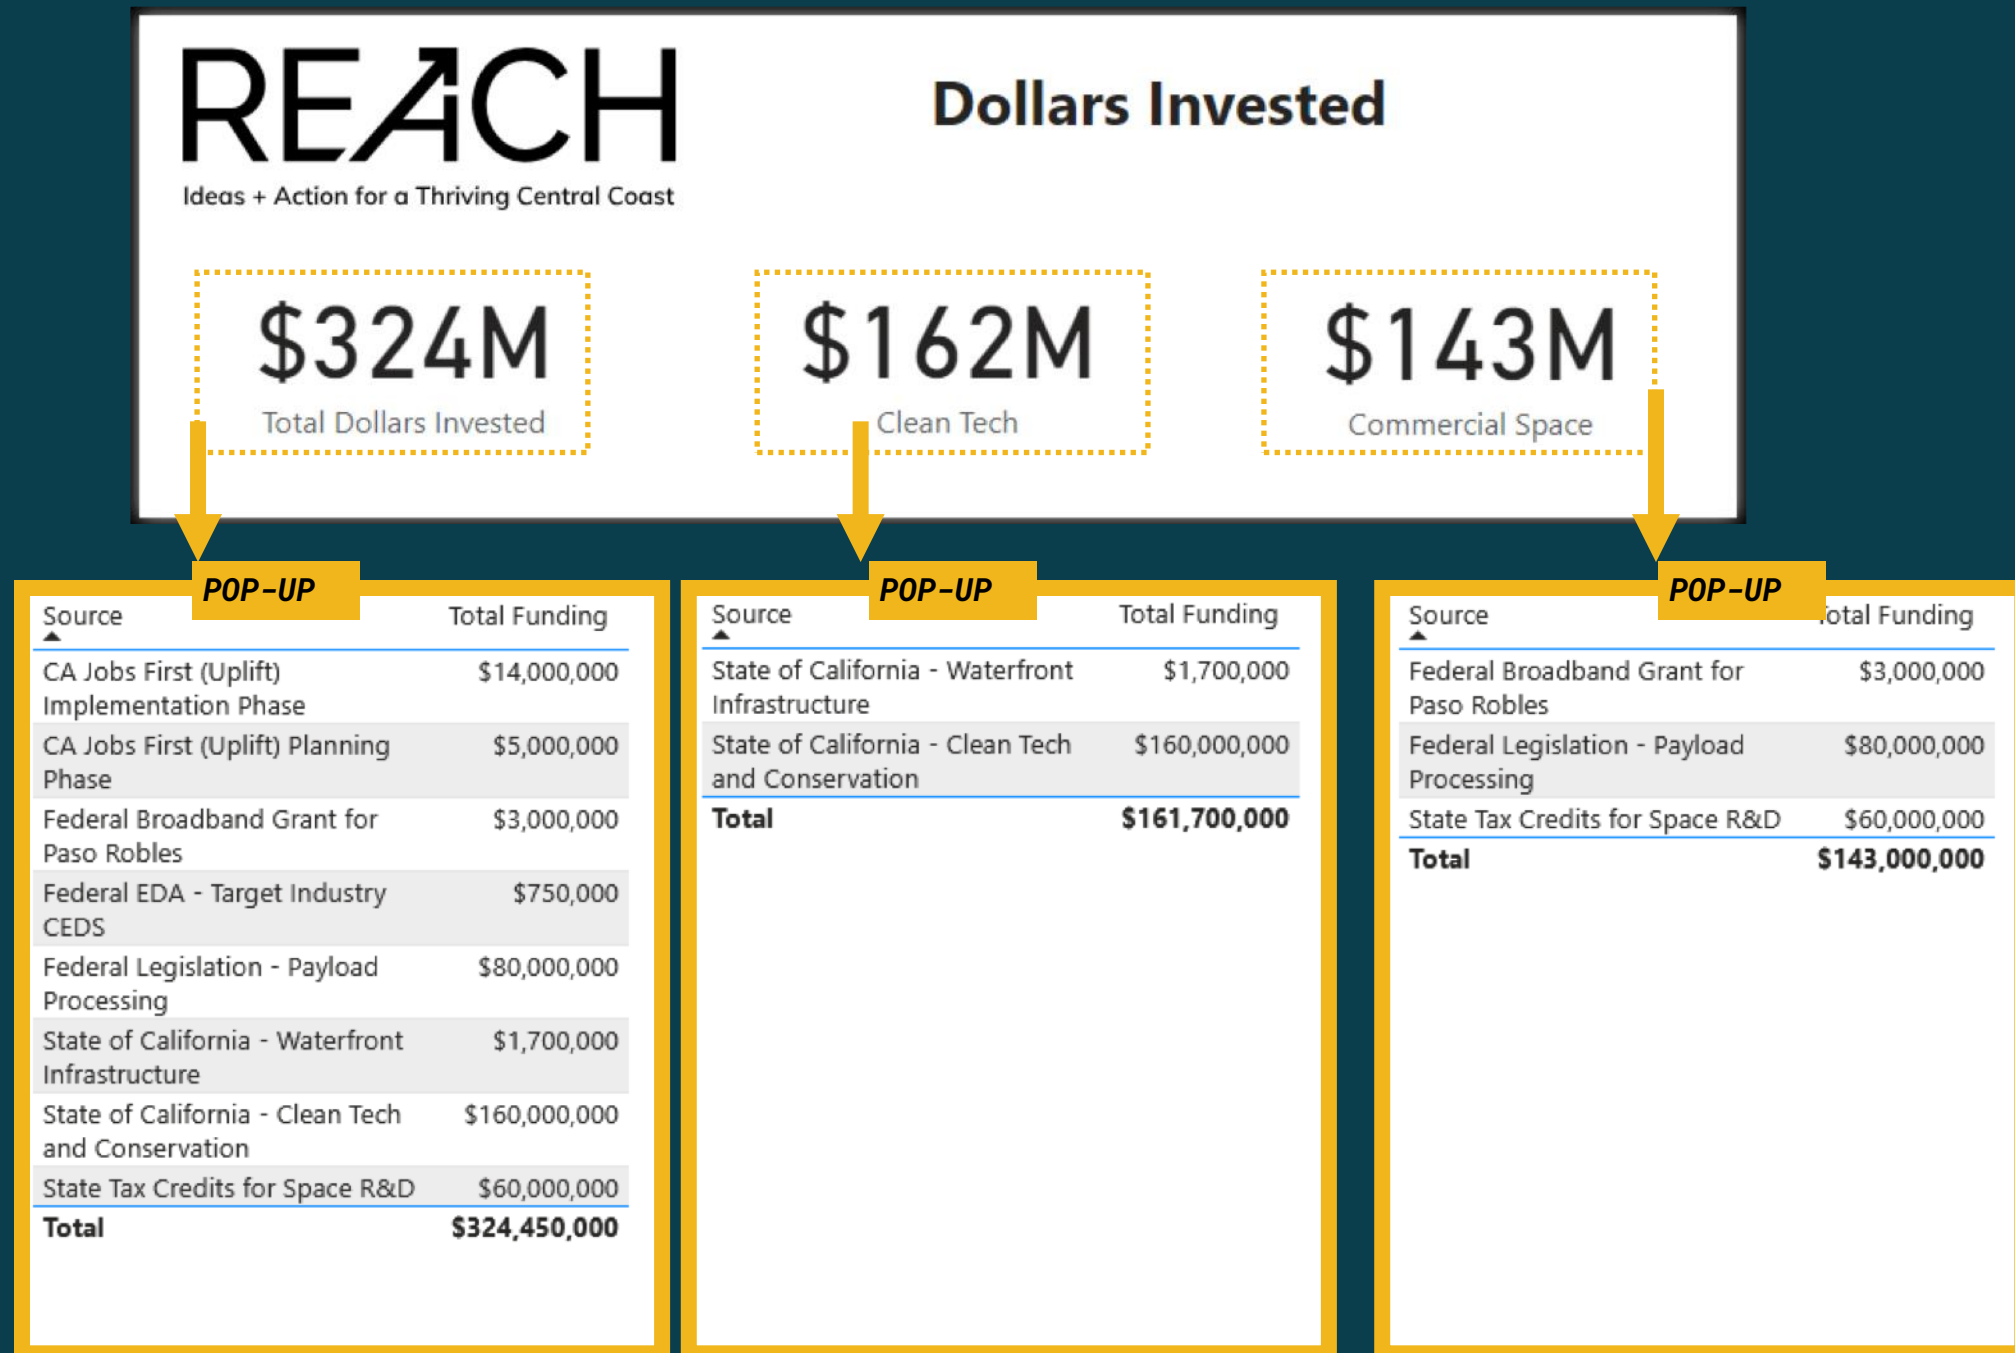 REACH
Ideas + Action for a Thriving Central Coast
Dollars Invested
$324M
Total Dollars Invested
$162M
Clean Tech
$143M
Commercial Space
POP-UP
Source Total Funding
CA Jobs First (Uplift) $14,000,000
Implementation Phase
CA Jobs First (Uplift) Planning $5,000,000
Phase
Federal Broadband Grant for $3,000,000
Paso Robles
Federal EDA - Target Industry $750,000
CEDS
Federal Legislation - Payload $80,000,000
Processing
State of California - Waterfront $1,700,000
Infrastructure
State of California - Clean Tech $160,000,000
and Conservation
State Tax Credits for Space R&D $60,000,000
Total $324,450,000
POP-UP
Source Total Funding
State of California - Waterfront $1,700,000
Infrastructure
State of California - Clean Tech $160,000,000
and Conservation
Total $161,700,000
POP-UP
Source Total Funding
Federal Broadband Grant for $3,000,000
Paso Robles
Federal Legislation - Payload $80,000,000
Processing
State Tax Credits for Space R&D $60,000,000
Total $143,000,000